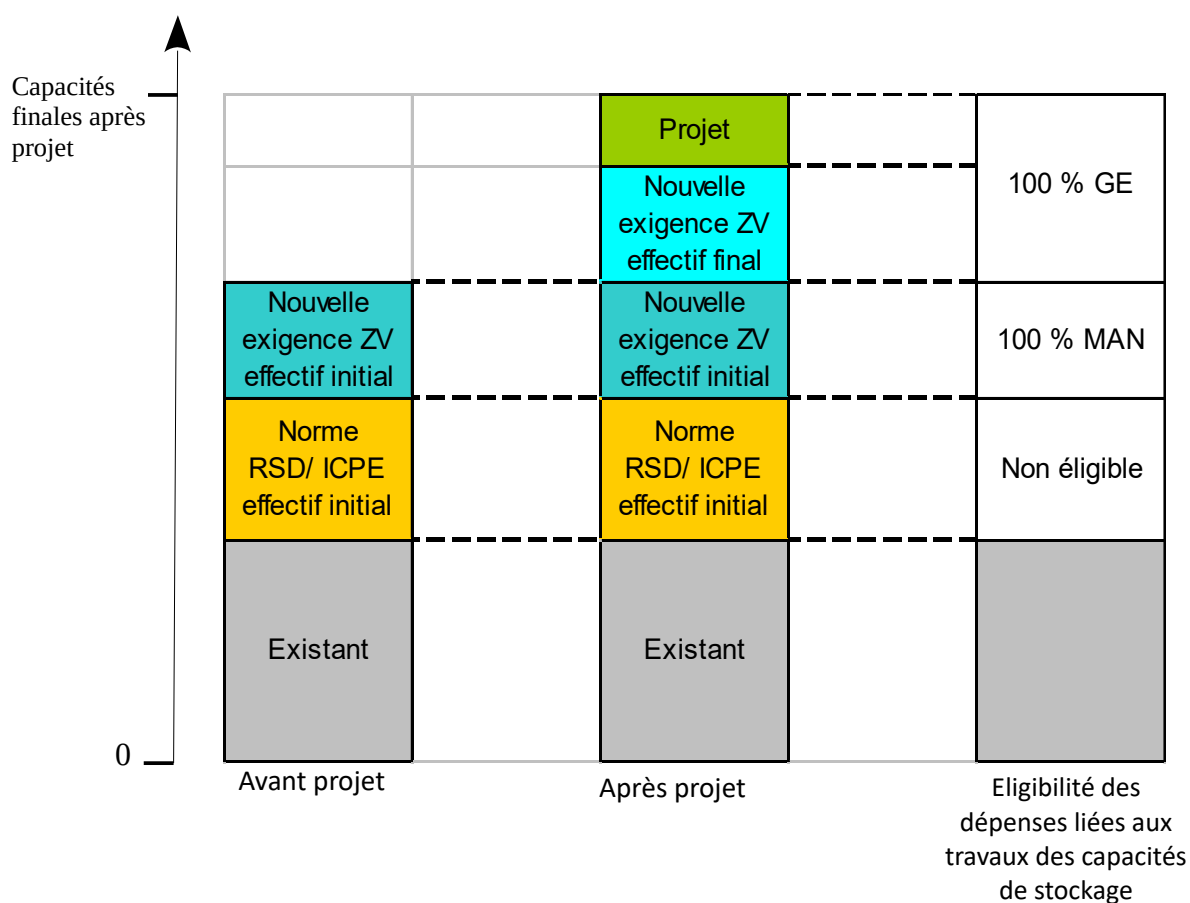 Capacités
finales après
projet
Projet
Nouvelle
exigence ZV
effectif final
100 % GE
Nouvelle
exigence ZV
effectif initial
Nouvelle
exigence ZV
effectif initial
100 % MAN
Norme
RSD/ ICPE
effectif initial
Norme
RSD/ ICPE
effectif initial
Non éligible
Existant
Existant
0
Avant projet
Après projet
Eligibilité des
dépenses liées aux
travaux des capacités
de stockage